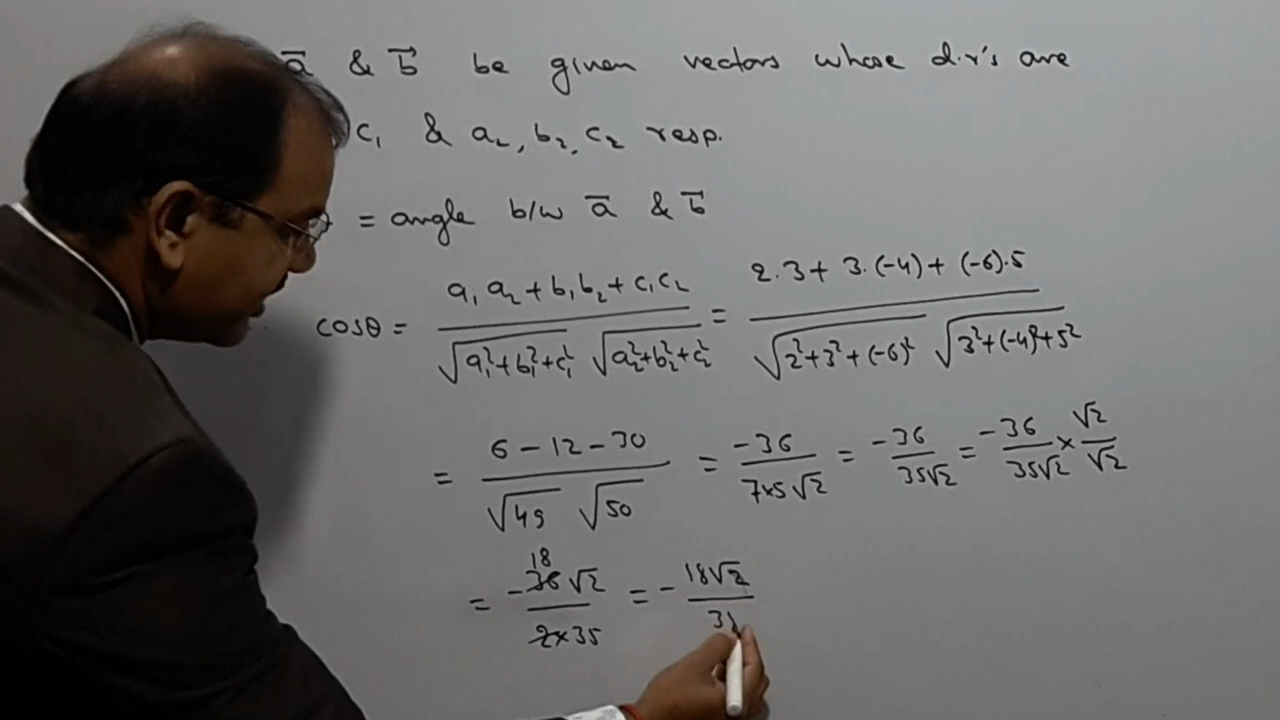 a⃗ & b⃗ be given vectors whose d.r's are
c₁ & a₂, b₂, c₂ resp.
= angle b/w a⃗ & b⃗
cosθ = (a₁a₂ + b₁b₂ + c₁c₂) / (√(a₁² + b₁² + c₁²) √(a₂² + b₂² + c₂²)) = (2.3 + 3.(-4) + (-6).5) / (√(2² + 3² + (-6)²) √(3² + (-4)² + 5²))
= (6 - 12 - 30) / (√49 √50) = -36 / (7×5√2) = -36 / (35√2) = -36 / (35√2) × √2/√2
= -36 18 √2 / (2×35) = - 18√2 / 3